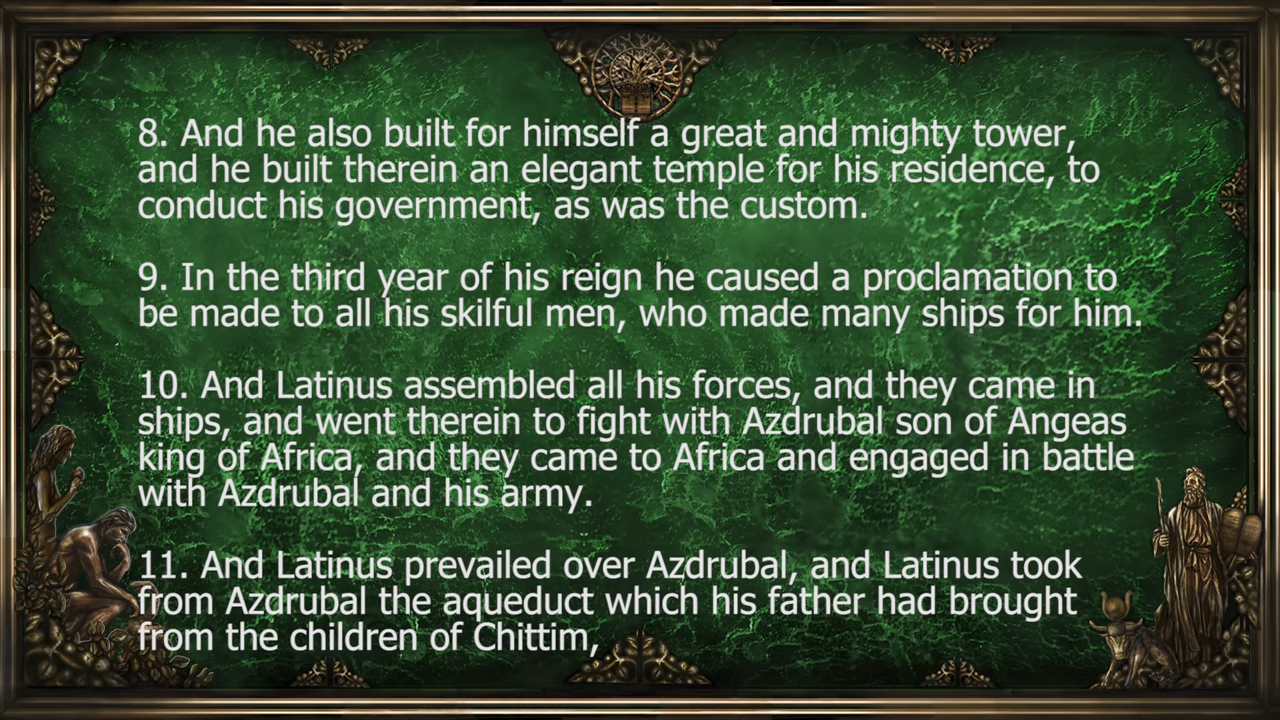 8. And he also built for himself a great and mighty tower,
and he built therein an elegant temple for his residence, to
conduct his government, as was the custom.
9. In the third year of his reign he caused a proclamation to
be made to all his skilful men, who made many ships for him.
10. And Latinus assembled all his forces, and they came in
ships, and went therein to fight with Azdrubal son of Angeas
king of Africa, and they came to Africa and engaged in battle
with Azdrubal and his army.
11. And Latinus prevailed over Azdrubal, and Latinus took
from Azdrubal the aqueduct which his father had brought
from the children of Chittim,